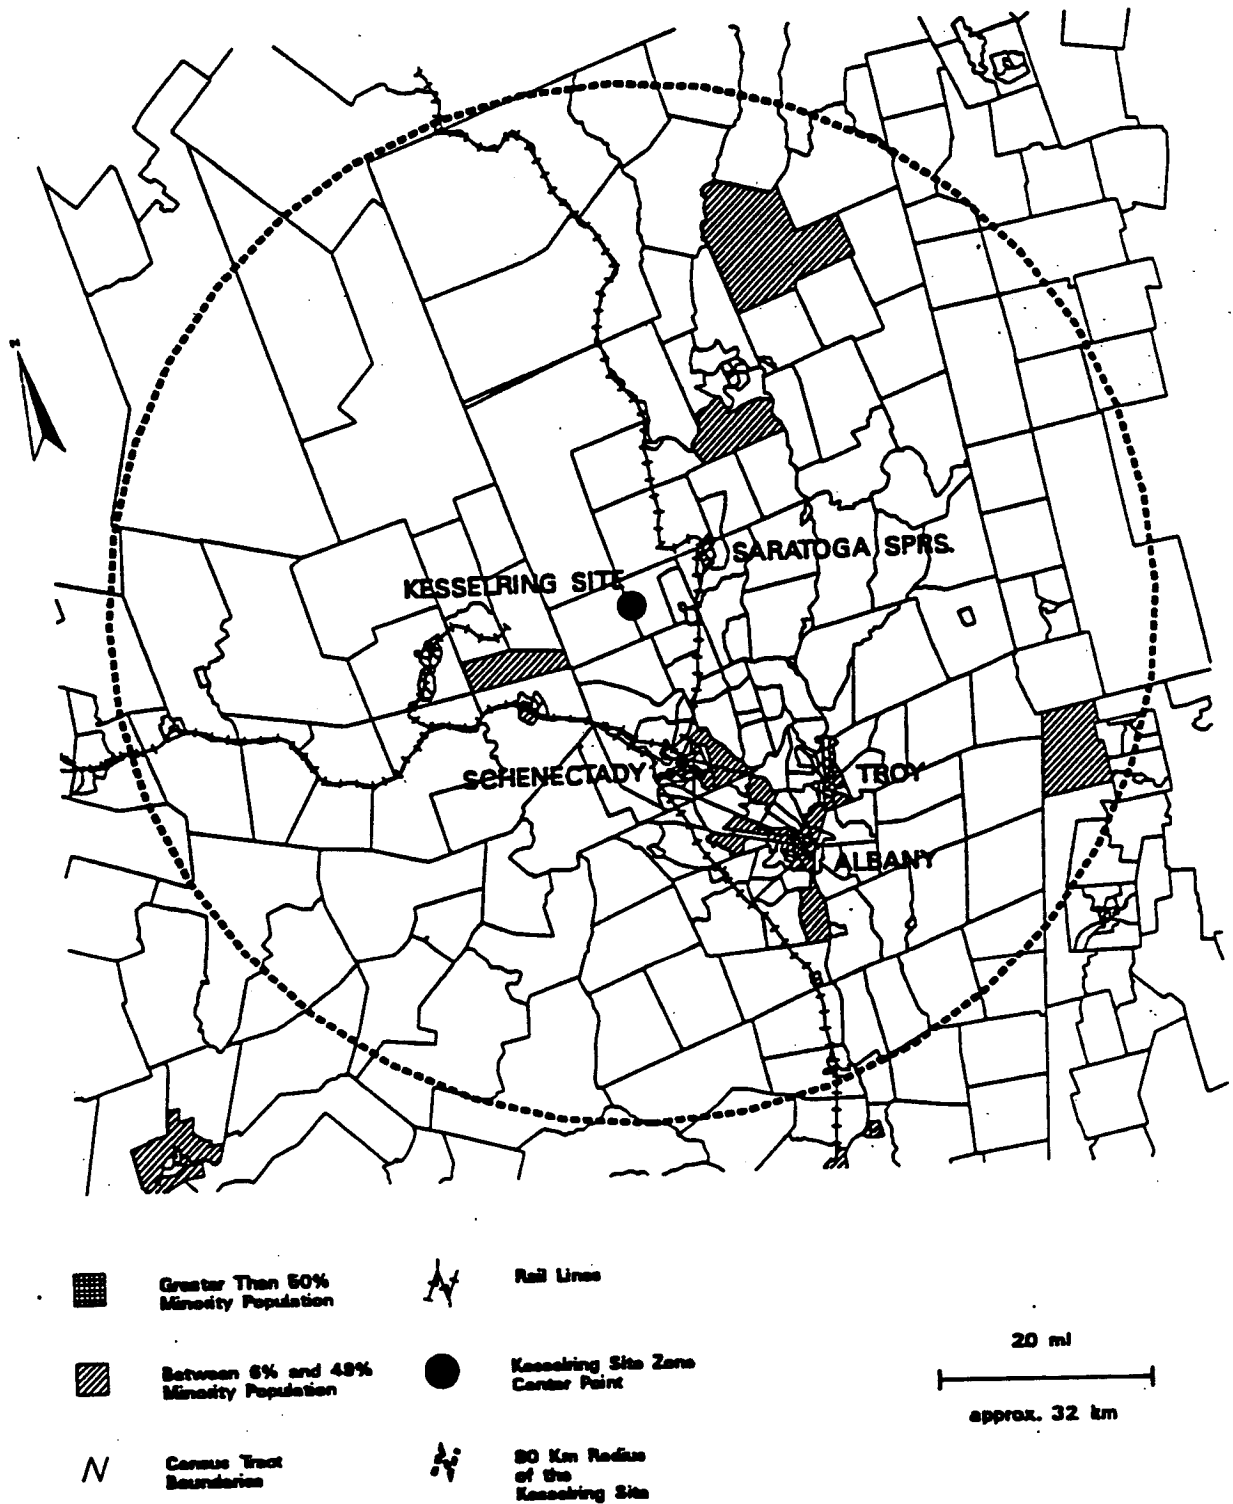 N
SARATOGA SPRS.
KESSELRING SITE
SCHENECTADY
TROY
ALBANY
Greater Than 50%
Minority Population
Rail Lines
Between 6% and 49%
Minority Population
Kesselring Site Zone
Center Point
20 mi
approx. 32 km
Census Tract
Boundaries
80 Km Radius
of the
Kesselring Site